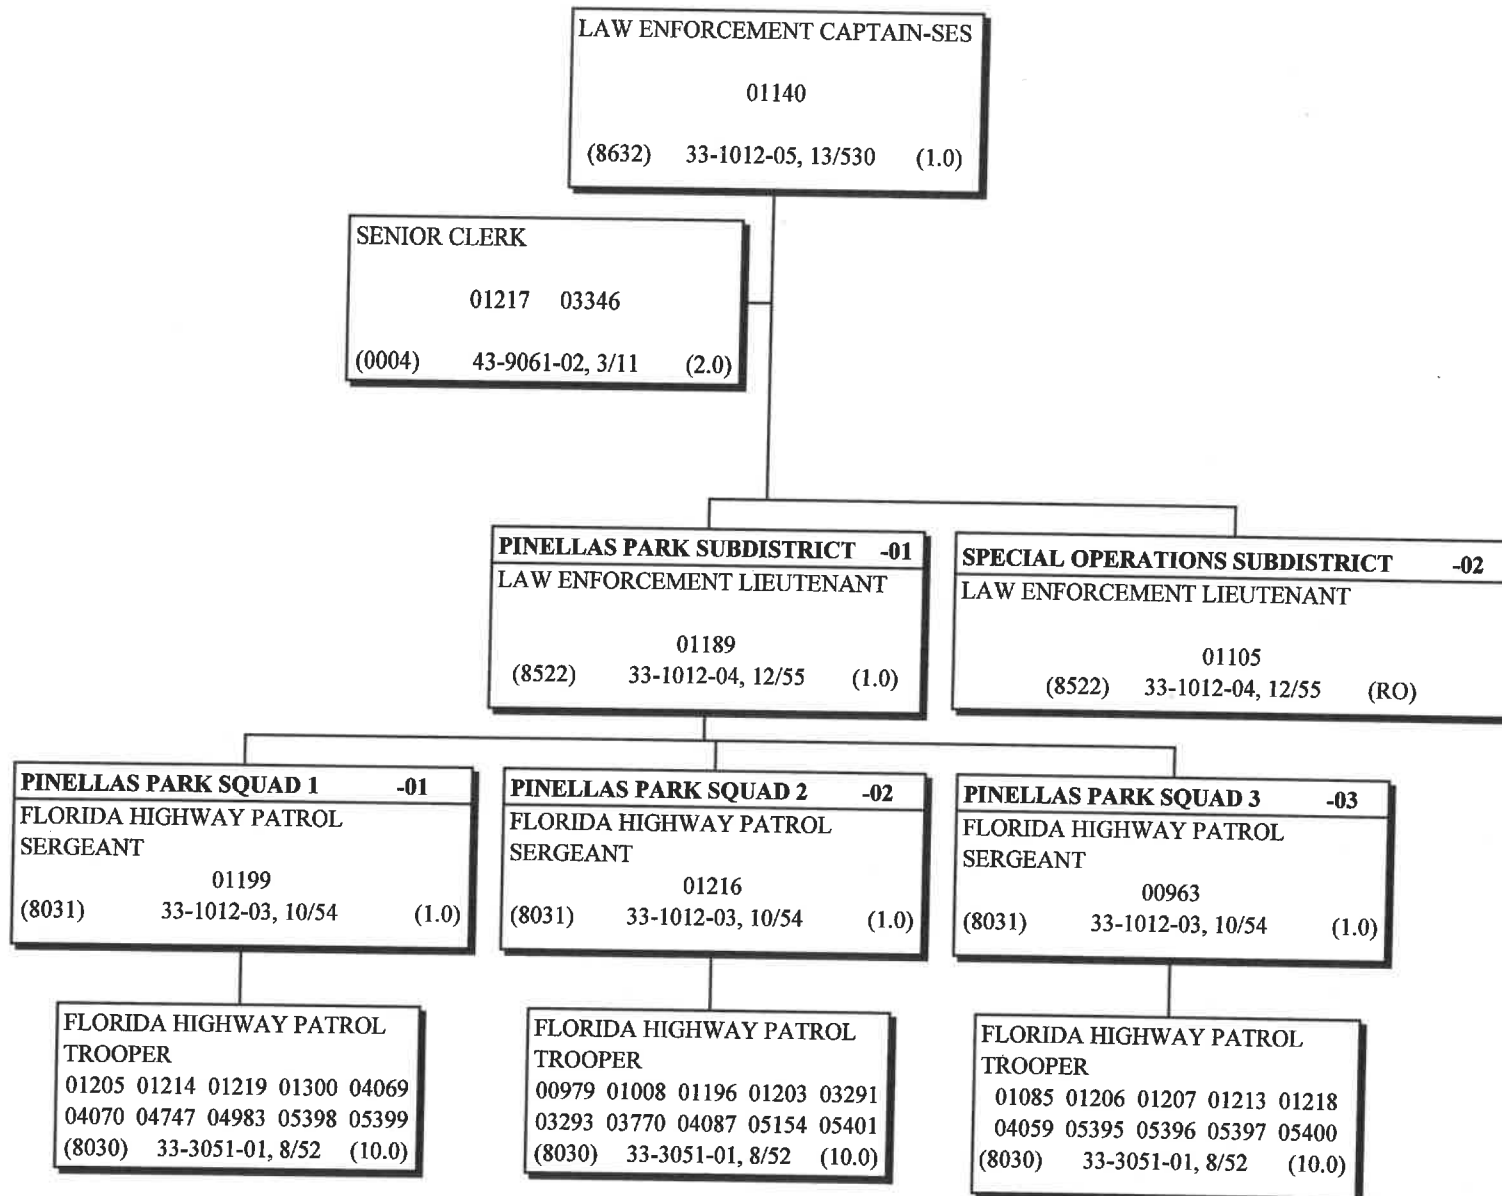 LAW ENFORCEMENT CAPTAIN-SES
01140
(8632) 33-1012-05, 13/530 (1.0)
SENIOR CLERK
01217 03346
(0004) 43-9061-02, 3/11 (2.0)
PINELLAS PARK SUBDISTRICT -01
LAW ENFORCEMENT LIEUTENANT
01189
(8522) 33-1012-04, 12/55 (1.0)
SPECIAL OPERATIONS SUBDISTRICT -02
LAW ENFORCEMENT LIEUTENANT
01105
(8522) 33-1012-04, 12/55 (RO)
PINELLAS PARK SQUAD 1 -01
FLORIDA HIGHWAY PATROL
SERGEANT
01199
(8031) 33-1012-03, 10/54 (1.0)
PINELLAS PARK SQUAD 2 -02
FLORIDA HIGHWAY PATROL
SERGEANT
01216
(8031) 33-1012-03, 10/54 (1.0)
PINELLAS PARK SQUAD 3 -03
FLORIDA HIGHWAY PATROL
SERGEANT
00963
(8031) 33-1012-03, 10/54 (1.0)
FLORIDA HIGHWAY PATROL
TROOPER
01205 01214 01219 01300 04069
04070 04747 04983 05398 05399
(8030) 33-3051-01, 8/52 (10.0)
FLORIDA HIGHWAY PATROL
TROOPER
00979 01008 01196 01203 03291
03293 03770 04087 05154 05401
(8030) 33-3051-01, 8/52 (10.0)
FLORIDA HIGHWAY PATROL
TROOPER
01085 01206 01207 01213 01218
04059 05395 05396 05397 05400
(8030) 33-3051-01, 8/52 (10.0)